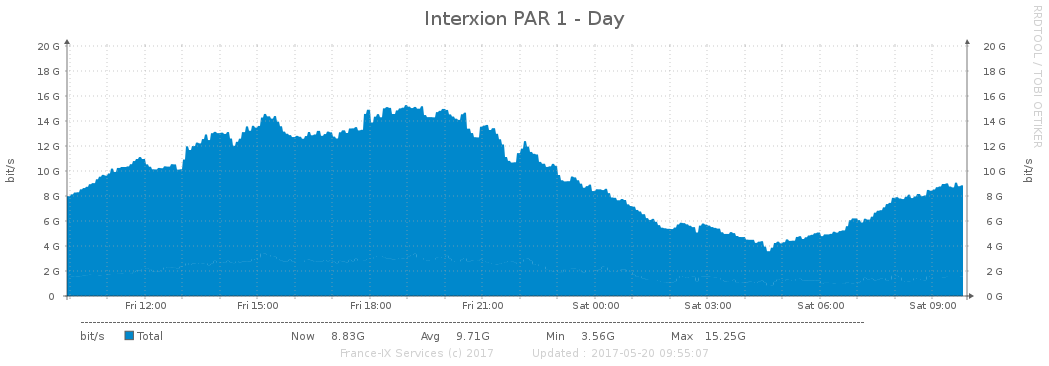 Interxion PAR 1 - Day
RRDTOOL / TOBI OETIKER
bit/s
20 G
18 G
16 G
14 G
12 G
10 G
8 G
6 G
4 G
2 G
0
20 G
18 G
16 G
14 G
12 G
10 G
8 G
6 G
4 G
2 G
0 G
bit/s
Fri 12:00 Fri 15:00 Fri 18:00 Fri 21:00 Sat 00:00 Sat 03:00 Sat 06:00 Sat 09:00
bit/s Total Now 8.83G Avg 9.71G Min 3.56G Max 15.25G
France-IX Services (c) 2017 Updated : 2017-05-20 09:55:07